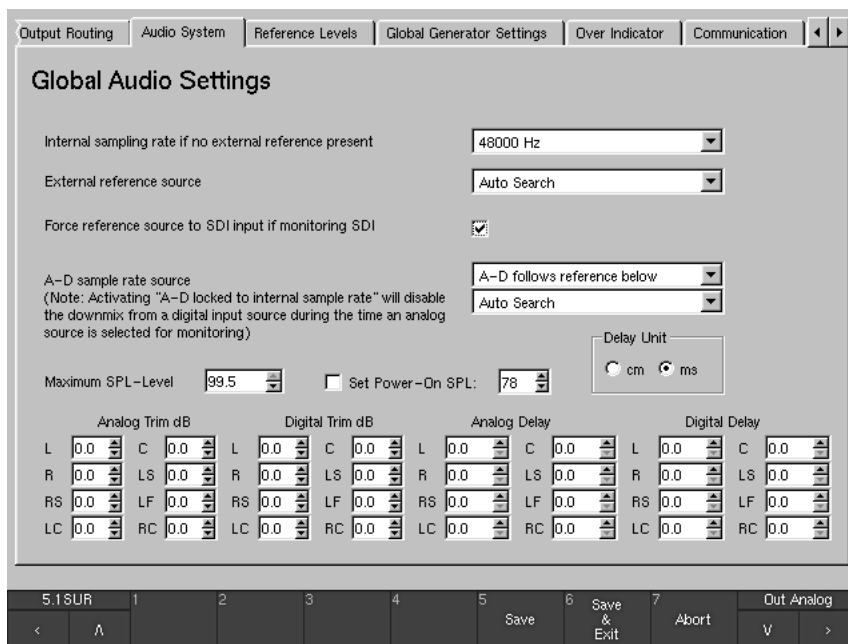 Output Routing Audio System Reference Levels Global Generator Settings Over Indicator Communication
Global Audio Settings
Internal sampling rate if no external reference present 48000 Hz
External reference source Auto Search
Force reference source to SDI input if monitoring SDI
A-D sample rate source A-D follows reference below
(Note: Activating "A-D locked to internal sample rate" will disable Auto Search
the downmix from a digital input source during the time an analog
source is selected for monitoring)
Delay Unit
cm ms
Maximum SPL-Level 99.5 Set Power-On SPL: 78
Analog Trim dB Digital Trim dB Analog Delay Digital Delay
L 0.0 C 0.0 L 0.0 C 0.0 L 0.0 C 0.0 L 0.0 C 0.0
R 0.0 LS 0.0 R 0.0 LS 0.0 R 0.0 LS 0.0 R 0.0 LS 0.0
RS 0.0 LF 0.0 RS 0.0 LF 0.0 RS 0.0 LF 0.0 RS 0.0 LF 0.0
LC 0.0 RC 0.0 LC 0.0 RC 0.0 LC 0.0 RC 0.0 LC 0.0 RC 0.0
5.1SUR 1 2 3 4 5 Save 6 Save & Exit 7 Abort Out Analog
< Λ V >